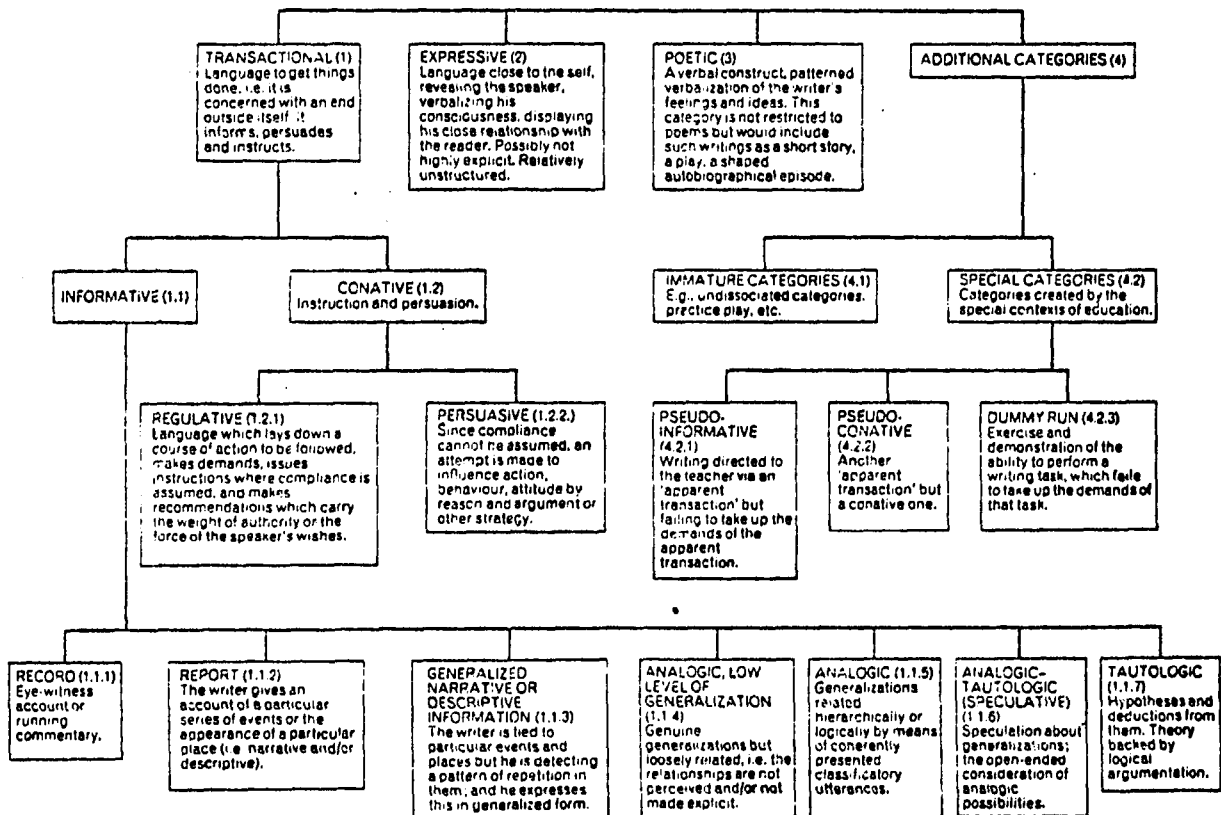 TRANSACTIONAL (1)
Language to get things
done, i.e. it is
concerned with an end
outside itself. It
informs, persuades
and instructs.
EXPRESSIVE (2)
Language close to the self,
revealing the speaker,
verbalizing his
consciousness, displaying
his close relationship with
the reader. Possibly not
highly explicit. Relatively
unstructured.
POETIC (3)
A verbal construct, patterned
verbalization of the writer's
feelings and ideas. This
category is not restricted to
poems but would include
such writings as a short story,
a play, a shaped
autobiographical episode.
ADDITIONAL CATEGORIES (4)
INFORMATIVE (1.1)
CONATIVE (1.2)
Instruction and persuasion.
IMMATURE CATEGORIES (4.1)
E.g., undissociated categories,
practice play, etc.
SPECIAL CATEGORIES (4.2)
Categories created by the
special contexts of education.
REGULATIVE (1.2.1)
Language which lays down a
course of action to be followed,
makes demands, issues
instructions where compliance is
assumed, and makes
recommendations which carry
the weight of authority or the
force of the speaker's wishes.
PERSUASIVE (1.2.2.)
Since compliance
cannot be assumed, an
attempt is made to
influence action,
behaviour, attitude by
reason and argument or
other strategy.
PSEUDO-
INFORMATIVE
(4.2.1)
Writing directed to
the teacher via an
'apparent
transaction' but
failing to take up the
demands of the
apparent
transaction.
PSEUDO-
CONATIVE
(4.2.2)
Another
'apparent
transaction' but
a conative one.
DUMMY RUN (4.2.3)
Exercise and
demonstration of the
ability to perform a
writing task, which fails
to take up the demands of
that task.
RECORD (1.1.1)
Eye-witness
account or
running
commentary.
REPORT (1.1.2)
The writer gives an
account of a particular
series of events or the
appearance of a particular
place (i.e. narrative and/or
descriptive).
GENERALIZED
NARRATIVE OR
DESCRIPTIVE
INFORMATION (1.1.3)
The writer is tied to
particular events and
places but he is detecting
a pattern of repetition in
them; and he expresses
this in generalized form.
ANALOGIC, LOW
LEVEL OF
GENERALIZATION
(1.1.4)
Genuine
generalizations but
loosely related, i.e. the
relationships are not
perceived and/or not
made explicit.
ANALOGIC (1.1.5)
Generalizations
related
hierarchically or
logically by means
of coherently
presented
classificatory
utterances.
ANALOGIC-
TAUTOLOGIC
(SPECULATIVE)
(1.1.6)
Speculation about
generalizations;
the open-ended
consideration of
analogic
possibilities.
TAUTOLOGIC
(1.1.7)
Hypotheses and
deductions from
them. Theory
backed by
logical
argumentation.